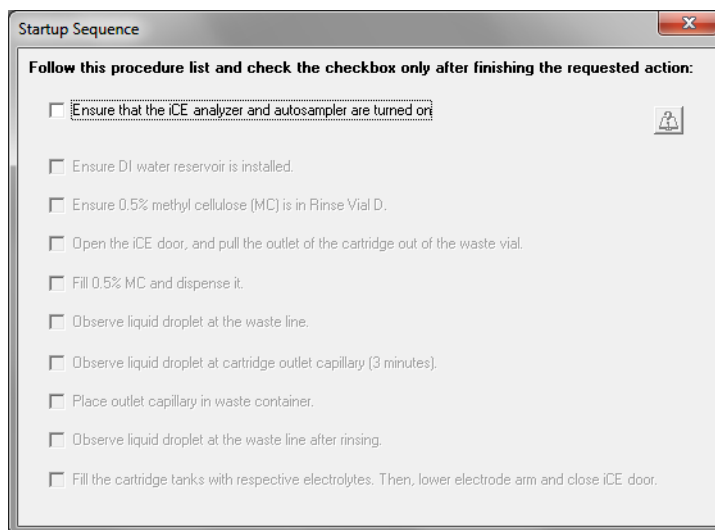 Startup Sequence
Follow this procedure list and check the checkbox only after finishing the requested action:
Ensure that the iCE analyzer and autosampler are turned on
Ensure DI water reservoir is installed.
Ensure 0.5% methyl cellulose (MC) is in Rinse Vial D.
Open the iCE door, and pull the outlet of the cartridge out of the waste vial.
Fill 0.5% MC and dispense it.
Observe liquid droplet at the waste line.
Observe liquid droplet at cartridge outlet capillary (3 minutes).
Place outlet capillary in waste container.
Observe liquid droplet at the waste line after rinsing.
Fill the cartridge tanks with respective electrolytes. Then, lower electrode arm and close iCE door.